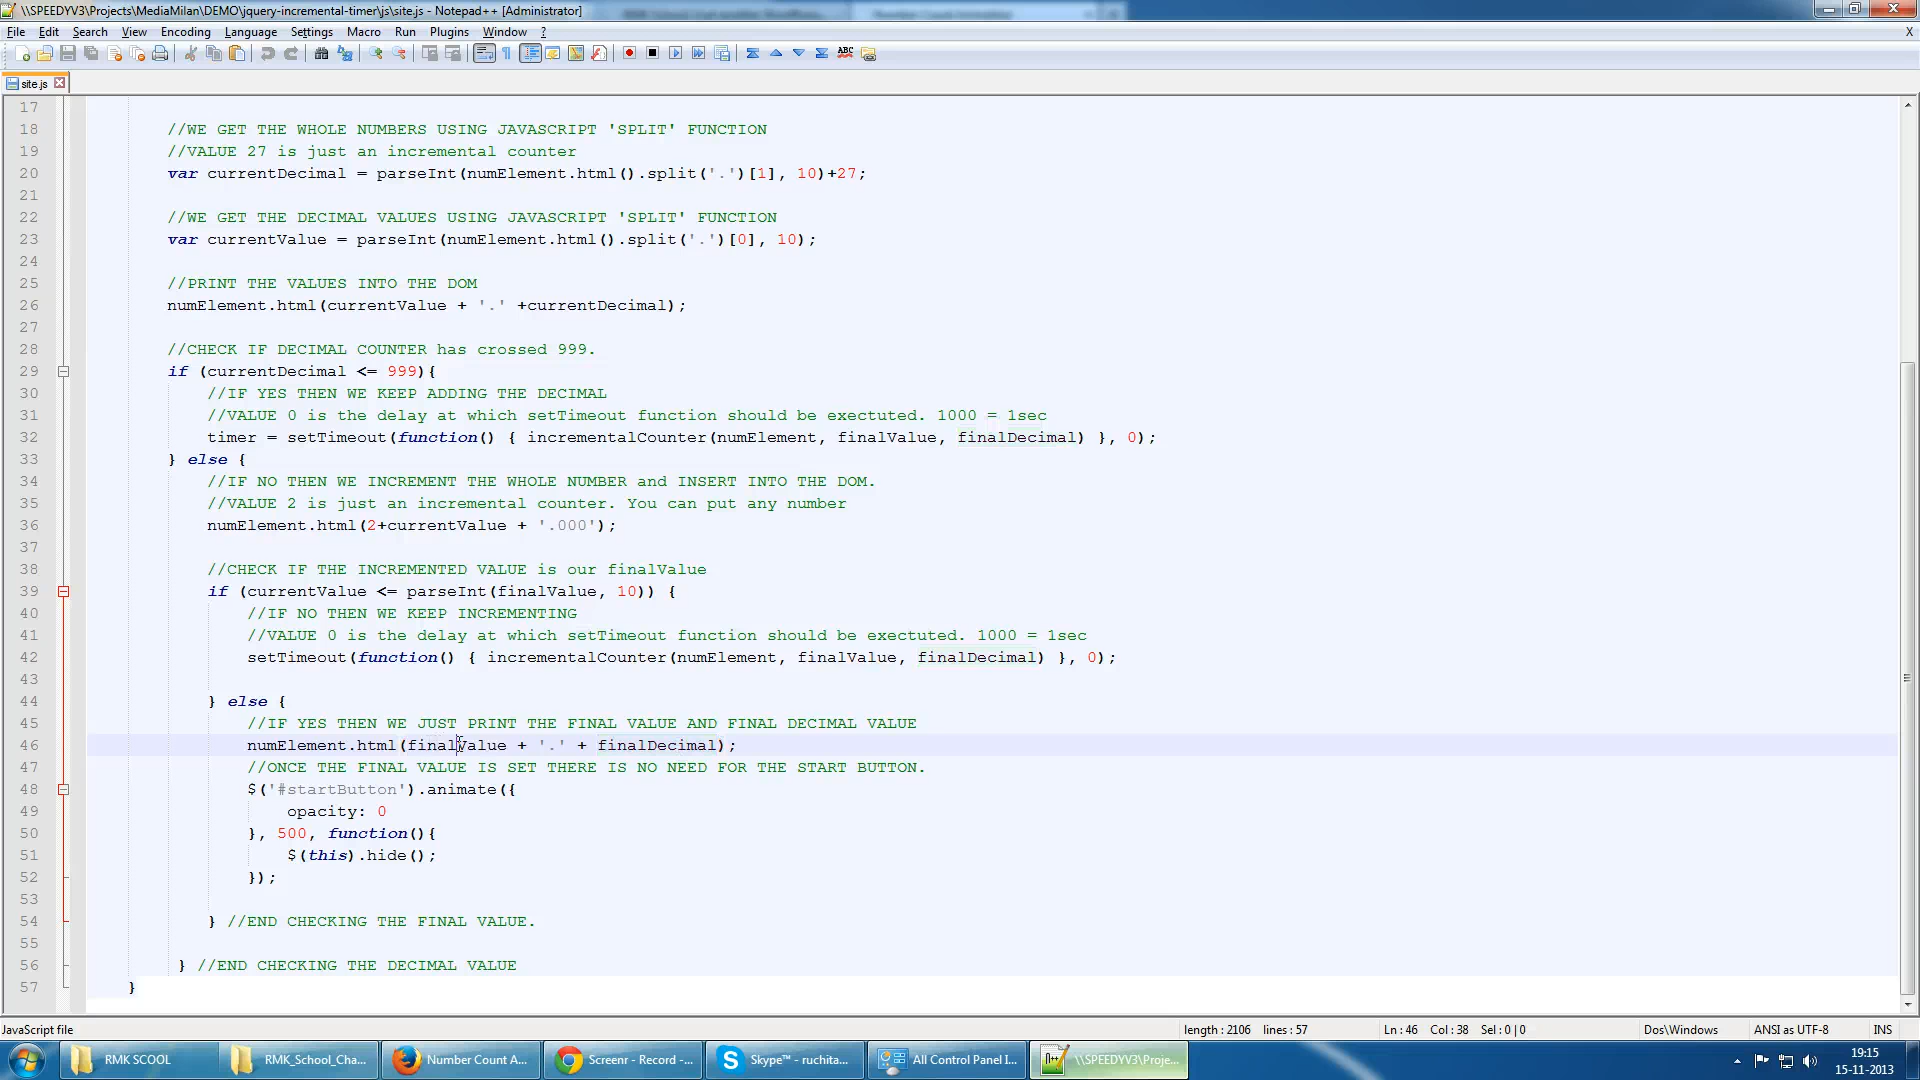 \\SPEEDYV3\Projects\MediaMilan\DEMO\jquery-incremental-timer\js\site.js - Notepad++ [Administrator]
File Edit Search View Encoding Language Settings Macro Run Plugins Window ? X
site.js
17
18 //WE GET THE WHOLE NUMBERS USING JAVASCRIPT 'SPLIT' FUNCTION
19 //VALUE 27 is just an incremental counter
20 var currentDecimal = parseInt(numElement.html().split('.')[1], 10)+27;
21
22 //WE GET THE DECIMAL VALUES USING JAVASCRIPT 'SPLIT' FUNCTION
23 var currentValue = parseInt(numElement.html().split('.')[0], 10);
24
25 //PRINT THE VALUES INTO THE DOM
26 numElement.html(currentValue + '.' +currentDecimal);
27
28 //CHECK IF DECIMAL COUNTER has crossed 999.
29 if (currentDecimal <= 999){
30 //IF YES THEN WE KEEP ADDING THE DECIMAL
31 //VALUE 0 is the delay at which setTimeout function should be exectuted. 1000 = 1sec
32 timer = setTimeout(function() { incrementalCounter(numElement, finalValue, finalDecimal) }, 0);
33 } else {
34 //IF NO THEN WE INCREMENT THE WHOLE NUMBER and INSERT INTO THE DOM.
35 //VALUE 2 is just an incremental counter. You can put any number
36 numElement.html(2+currentValue + '.000');
37
38 //CHECK IF THE INCREMENTED VALUE is our finalValue
39 if (currentValue <= parseInt(finalValue, 10)) {
40 //IF NO THEN WE KEEP INCREMENTING
41 //VALUE 0 is the delay at which setTimeout function should be exectuted. 1000 = 1sec
42 setTimeout(function() { incrementalCounter(numElement, finalValue, finalDecimal) }, 0);
43
44 } else {
45 //IF YES THEN WE JUST PRINT THE FINAL VALUE AND FINAL DECIMAL VALUE
46 numElement.html(finalValue + '.' + finalDecimal);
47 //ONCE THE FINAL VALUE IS SET THERE IS NO NEED FOR THE START BUTTON.
48 $('#startButton').animate({
49 opacity: 0
50 }, 500, function(){
51 $(this).hide();
52 });
53
54 } //END CHECKING THE FINAL VALUE.
55
56 } //END CHECKING THE DECIMAL VALUE
57 }
JavaScript file length : 2106 lines : 57 Ln : 46 Col : 38 Sel : 0 | 0 Dos\Windows ANSI as UTF-8 INS
RMK SCOOL RMK_School_Cha... Number Count A... Screenr - Record -... Skype™ - ruchita... All Control Panel I... \\SPEEDYV3\Proje... 19:15
15-11-2013